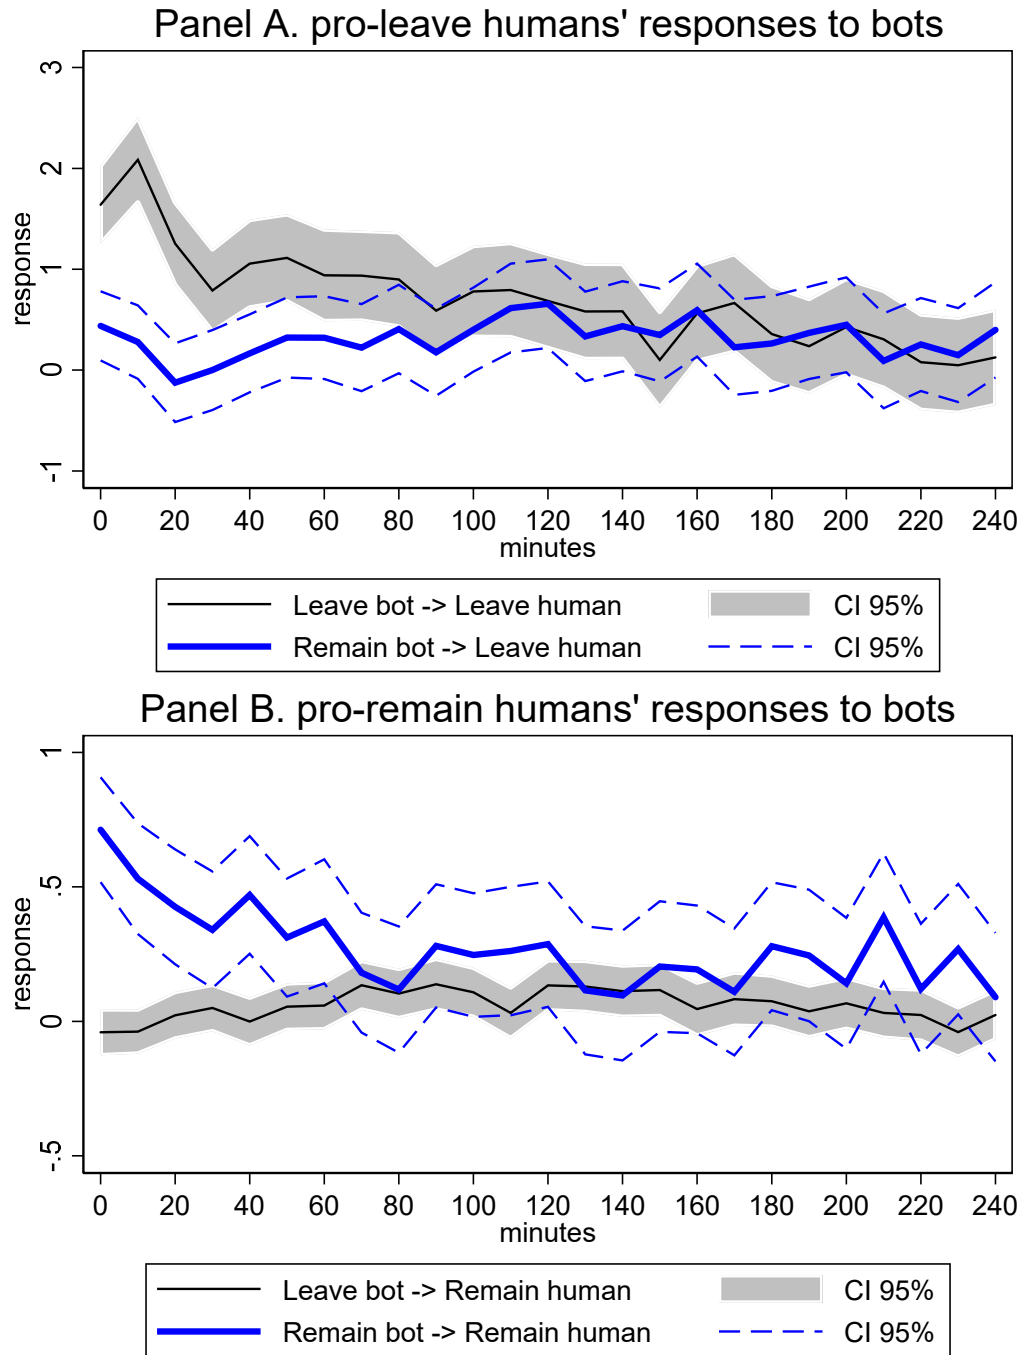 Panel A. pro-leave humans' responses to bots
3
2
1
0
-1
response
0 20 40 60 80 100 120 140 160 180 200 220 240
minutes
Leave bot -> Leave human CI 95%
Remain bot -> Leave human CI 95%
Panel B. pro-remain humans' responses to bots
1
.5
0
-.5
response
0 20 40 60 80 100 120 140 160 180 200 220 240
minutes
Leave bot -> Remain human CI 95%
Remain bot -> Remain human CI 95%